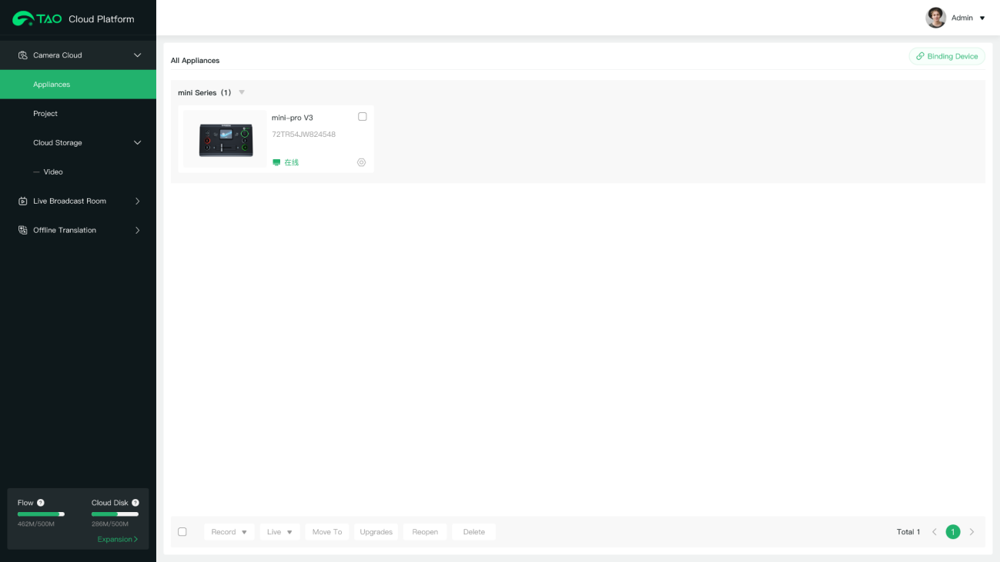 TAO Cloud Platform
Admin
Camera Cloud
Appliances
Project
Cloud Storage
Video
Live Broadcast Room
Offline Translation
Flow
Cloud Disk
462M/500M
286M/500M
Expansion
All Appliances
Binding Device
mini Series (1)
mini-pro V3
72TR54JW824548
在线
Record
Live
Move To
Upgrades
Reopen
Delete
Total 1
1